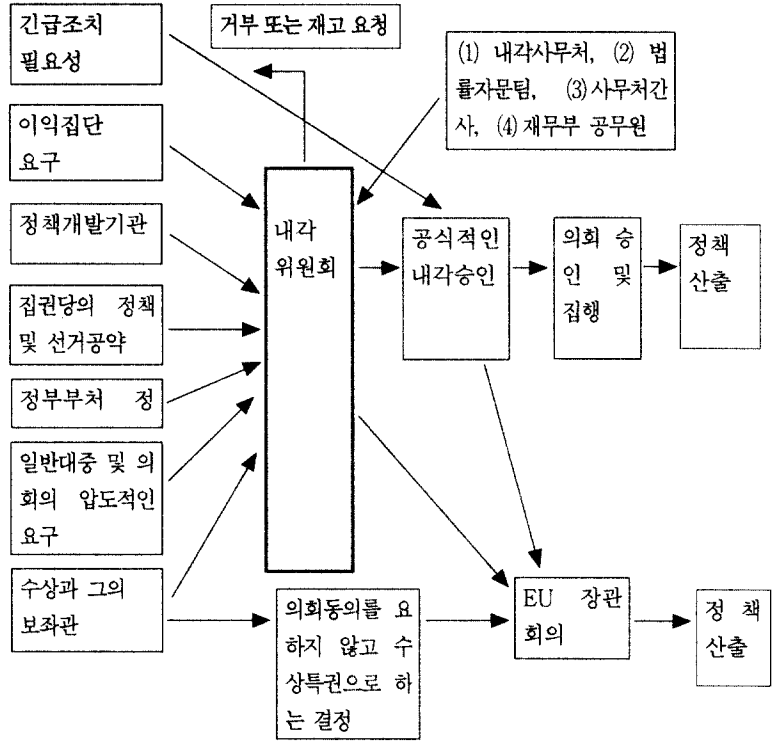 긴급조치
필요성
거부 또는 재고 요청
(1) 내각사무처, (2) 법
률자문팀, (3)사무처간
사, (4)재무부 공무원
이익집단
요구
정책개발기관
집권당의 정책
및 선거공약
정부부처 정
일반대중 및 의
회의 압도적인
요구
수상과 그의
보좌관
내각
위원회
공식적인
내각승인
의회 승
인 및
집행
정책
산출
의회동의를 요
하지 않고 수
상특권으로 하
는 결정
EU 장관
회의
정 책
산출